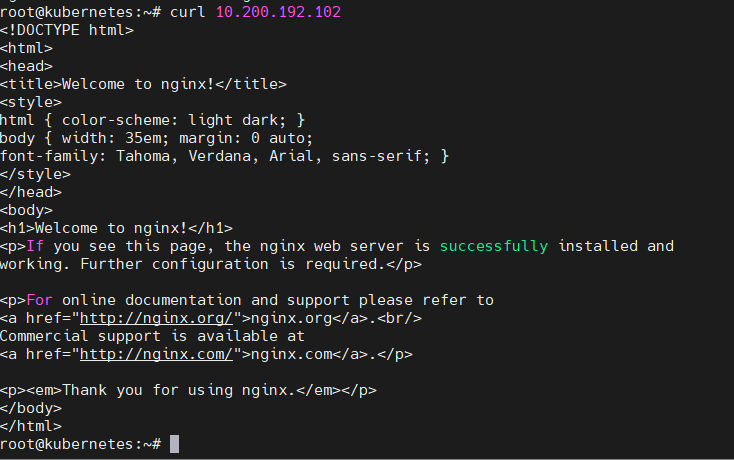 root@kubernetes:~# curl 10.200.192.102
<!DOCTYPE html>
<html>
<head>
<title>Welcome to nginx!</title>
<style>
html { color-scheme: light dark; }
body { width: 35em; margin: 0 auto;
font-family: Tahoma, Verdana, Arial, sans-serif; }
</style>
</head>
<body>
<h1>Welcome to nginx!</h1>
<p>If you see this page, the nginx web server is successfully installed and
working. Further configuration is required.</p>

<p>For online documentation and support please refer to
<a href="http://nginx.org/">nginx.org</a>.<br/>
Commercial support is available at
<a href="http://nginx.com/">nginx.com</a>.</p>

<p><em>Thank you for using nginx.</em></p>
</body>
</html>
root@kubernetes:~#